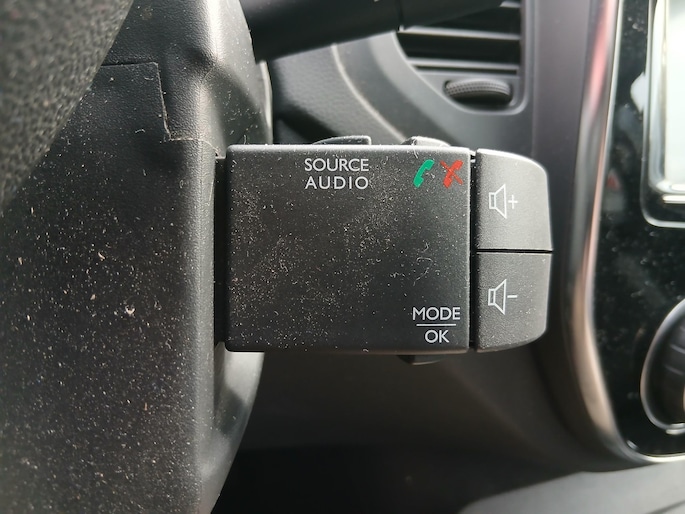 SOURCE
AUDIO
+
-
MODE
OK